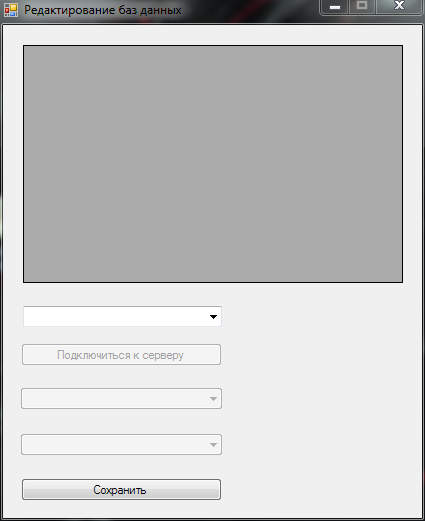 Редактирование баз данных
Подключиться к серверу
Сохранить